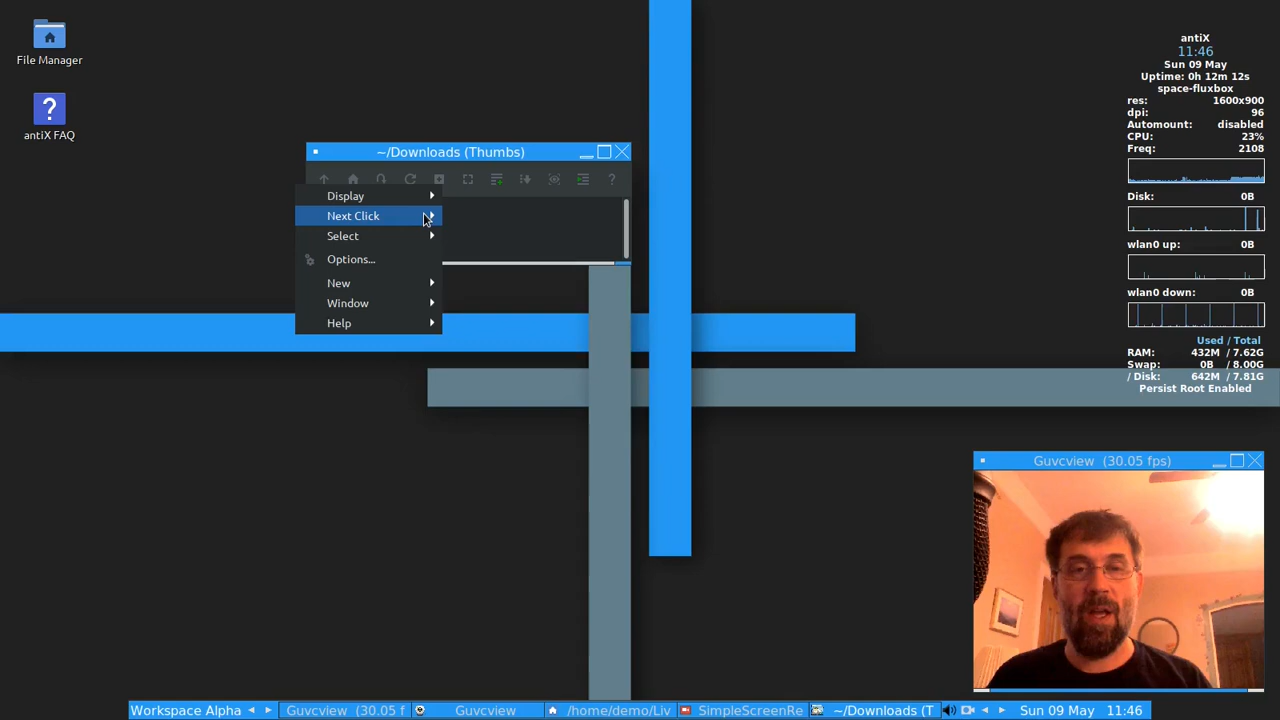 File Manager
antiX FAQ
~/Downloads (Thumbs)
?
Display
Next Click
Select
Options...
New
Window
Help
antiX
11:46
Sun 09 May
Uptime: 0h 12m 12s
space-fluxbox
res: 1600x900
dpi: 96
Automount: disabled
CPU: 23%
Freq: 2108
Disk: 0B
wlan0 up: 0B
wlan0 down: 0B
Used / Total
RAM: 432M / 7.62G
Swap: 0B / 8.00G
/ Disk: 642M / 7.81G
Persist Root Enabled
Guvcview (30.05 fps)
Workspace Alpha Guvcview (30.05 f Guvcview /home/demo/Liv SimpleScreenRe ~/Downloads (T Sun 09 May 11:46